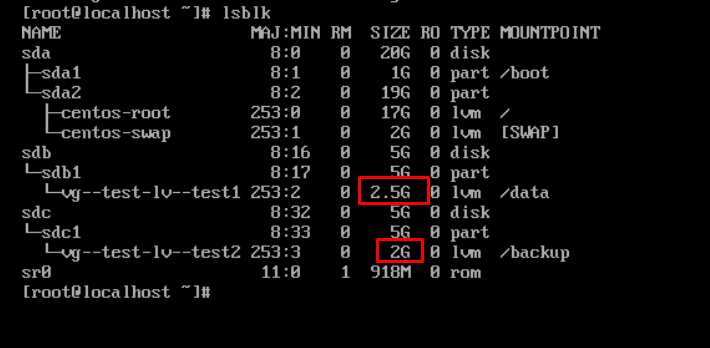 [root@localhost ~]# lsblk
NAME                 MAJ:MIN RM  SIZE RO TYPE MOUNTPOINT
sda                    8:0    0   20G  0 disk
├─sda1                 8:1    0    1G  0 part /boot
└─sda2                 8:2    0   19G  0 part
  ├─centos-root      253:0    0   17G  0 lvm  /
  └─centos-swap      253:1    0    2G  0 lvm  [SWAP]
sdb                    8:16   0    5G  0 disk
└─sdb1                 8:17   0    5G  0 part
  └─vg--test-lv--test1 253:2  0  2.5G  0 lvm  /data
sdc                    8:32   0    5G  0 disk
└─sdc1                 8:33   0    5G  0 part
  └─vg--test-lv--test2 253:3  0    2G  0 lvm  /backup
sr0                   11:0    1  918M  0 rom
[root@localhost ~]#